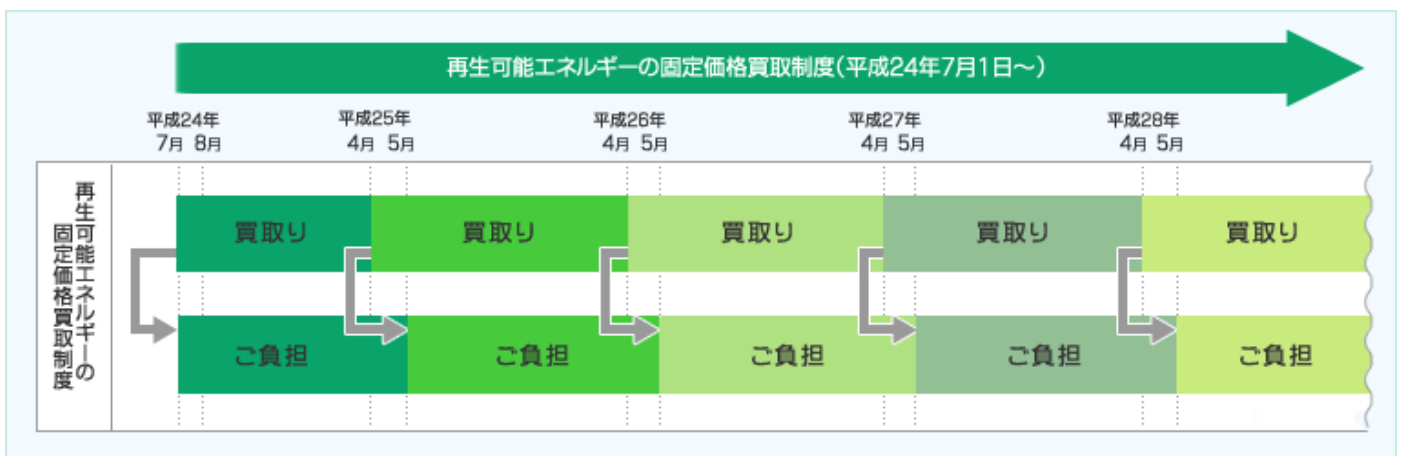 再生可能エネルギーの固定価格買取制度(平成24年7月1日～)
平成24年
7月 8月
平成25年
4月 5月
平成26年
4月 5月
平成27年
4月 5月
平成28年
4月 5月
再生可能エネルギーの
固定価格買取制度
買取り
買取り
買取り
買取り
買取り
ご負担
ご負担
ご負担
ご負担
ご負担